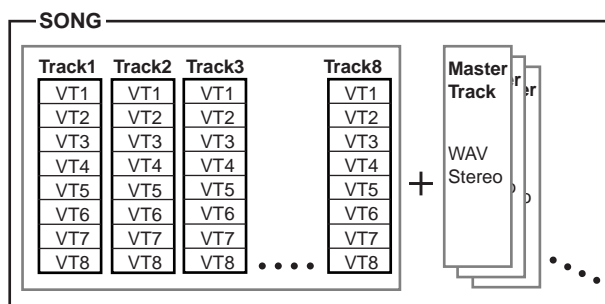 SONG
Track1 Track2 Track3 Track8
VT1 VT1 VT1 VT1
VT2 VT2 VT2 VT2
VT3 VT3 VT3 VT3
VT4 VT4 VT4 VT4
VT5 VT5 VT5 VT5
VT6 VT6 VT6 VT6
VT7 VT7 VT7 VT7
VT8 VT8 VT8 VT8
+
Master
Track
WAV
Stereo
er
r
o
o